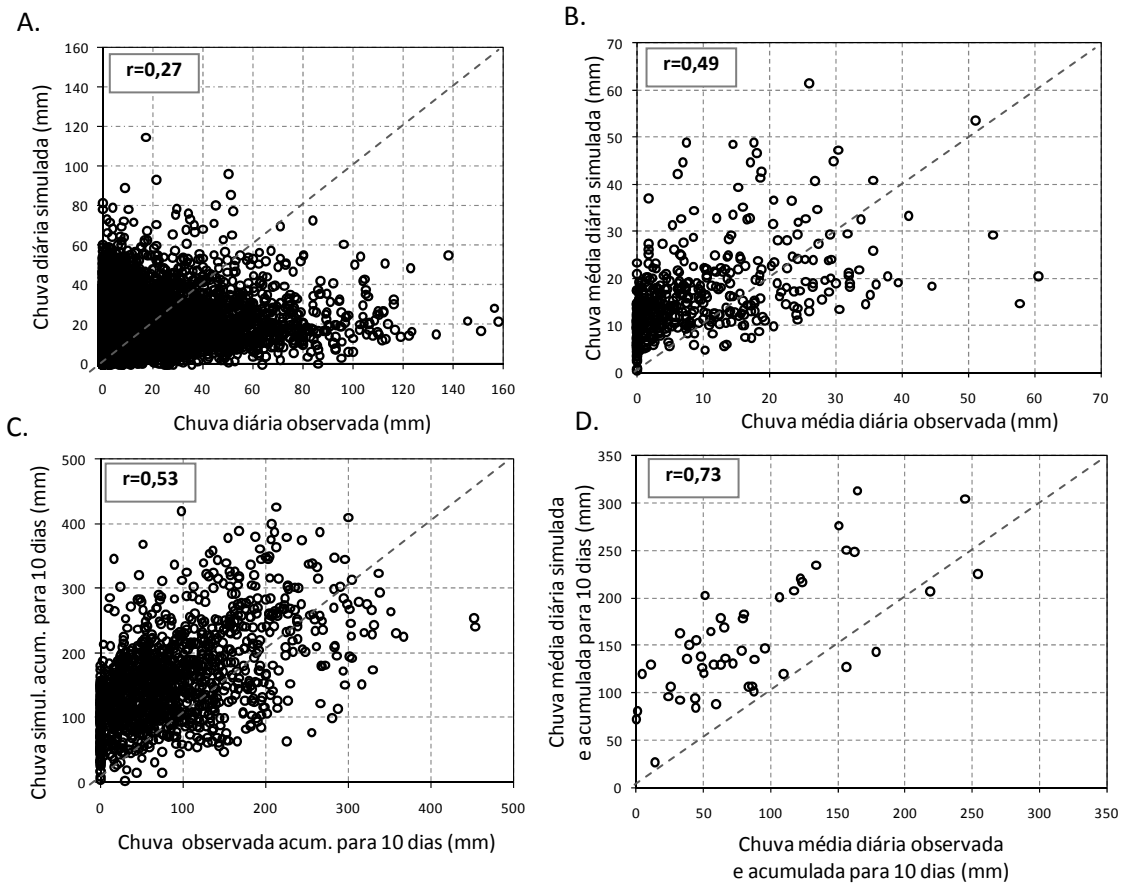 A.
r=0,27
Chuva diária simulada (mm)
160
140
120
100
80
60
40
20
0
0 20 40 60 80 100 120 140 160
Chuva diária observada (mm)
B.
r=0,49
Chuva média diária simulada (mm)
70
60
50
40
30
20
10
0
0 10 20 30 40 50 60 70
Chuva média diária observada (mm)
C.
r=0,53
Chuva simul. acum. para 10 dias (mm)
500
400
300
200
100
0
0 100 200 300 400 500
Chuva observada acum. para 10 dias (mm)
D.
r=0,73
Chuva média diária simulada
e acumulada para 10 dias (mm)
350
300
250
200
150
100
50
0
0 50 100 150 200 250 300 350
Chuva média diária observada
e acumulada para 10 dias (mm)